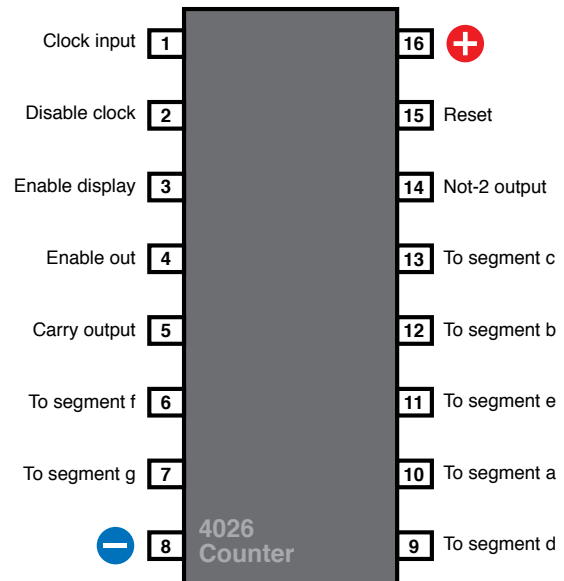 Clock input 1
Disable clock 2
Enable display 3
Enable out 4
Carry output 5
To segment f 6
To segment g 7
8
16
15 Reset
14 Not-2 output
13 To segment c
12 To segment b
11 To segment e
10 To segment a
9 To segment d
4026
Counter